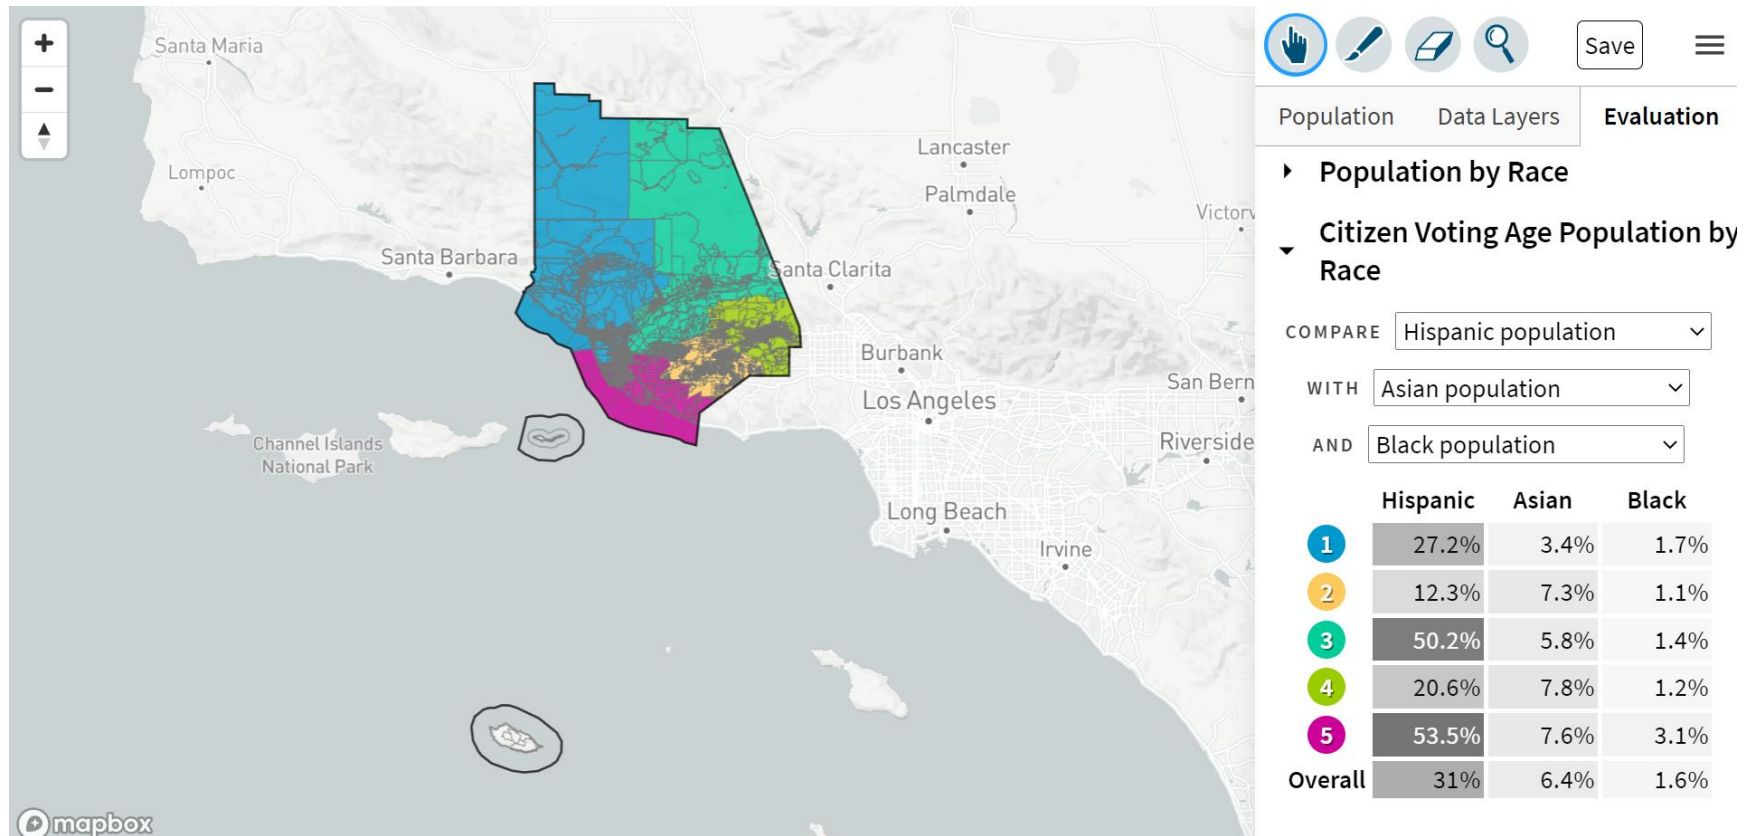 Santa Maria
Lompoc
Santa Barbara
Lancaster
Palmdale
Victorv
Santa Clarita
Burbank
Los Angeles
San Bern
Riverside
Channel Islands
National Park
Long Beach
Irvine
mapbox
Save
Population
Data Layers
Evaluation
Population by Race
Citizen Voting Age Population by
Race
COMPARE Hispanic population
WITH Asian population
AND Black population
Hispanic Asian Black
1 27.2% 3.4% 1.7%
2 12.3% 7.3% 1.1%
3 50.2% 5.8% 1.4%
4 20.6% 7.8% 1.2%
5 53.5% 7.6% 3.1%
Overall 31% 6.4% 1.6%